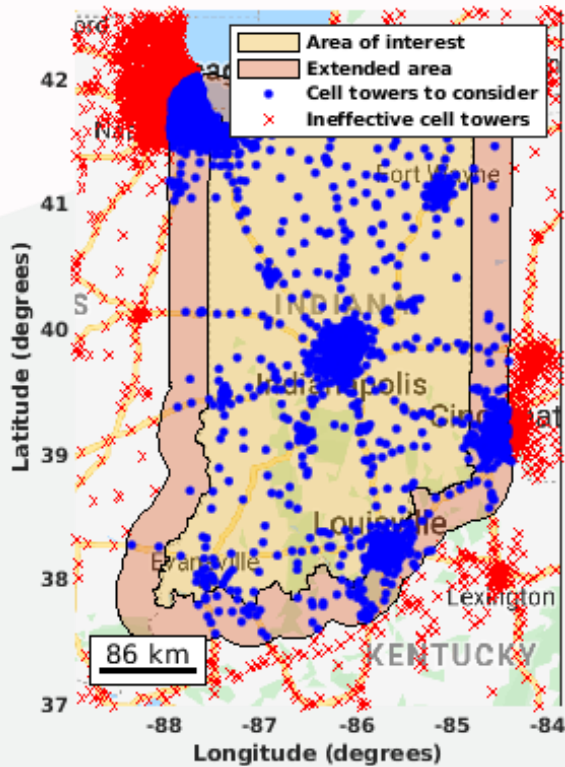 ord
Area of interest
Extended area
Cell towers to consider
Ineffective cell towers
42
Fort Wayne
41
S
INDIANA
40
Indianapolis
39
Louisville
Evansville
38
Lexington
86 km
KENTUCKY
37
-88
-87
-86
-85
-84
Latitude (degrees)
Longitude (degrees)